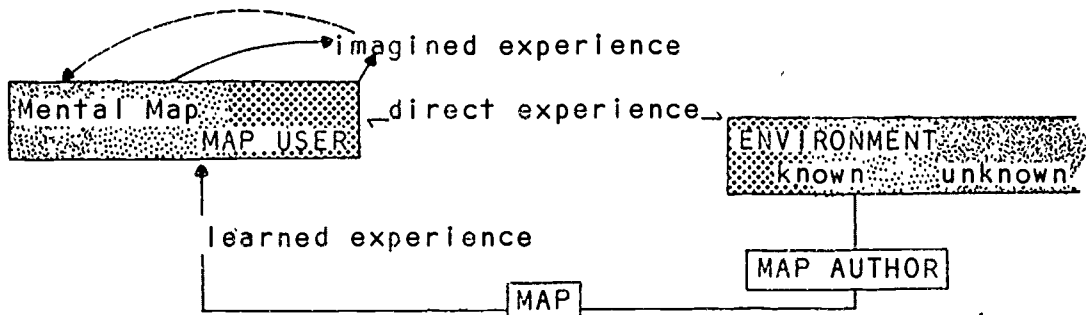 imagined experience
Mental Map
direct experience
MAP USER
ENVIRONMENT
known unknown
learned experience
MAP AUTHOR
MAP